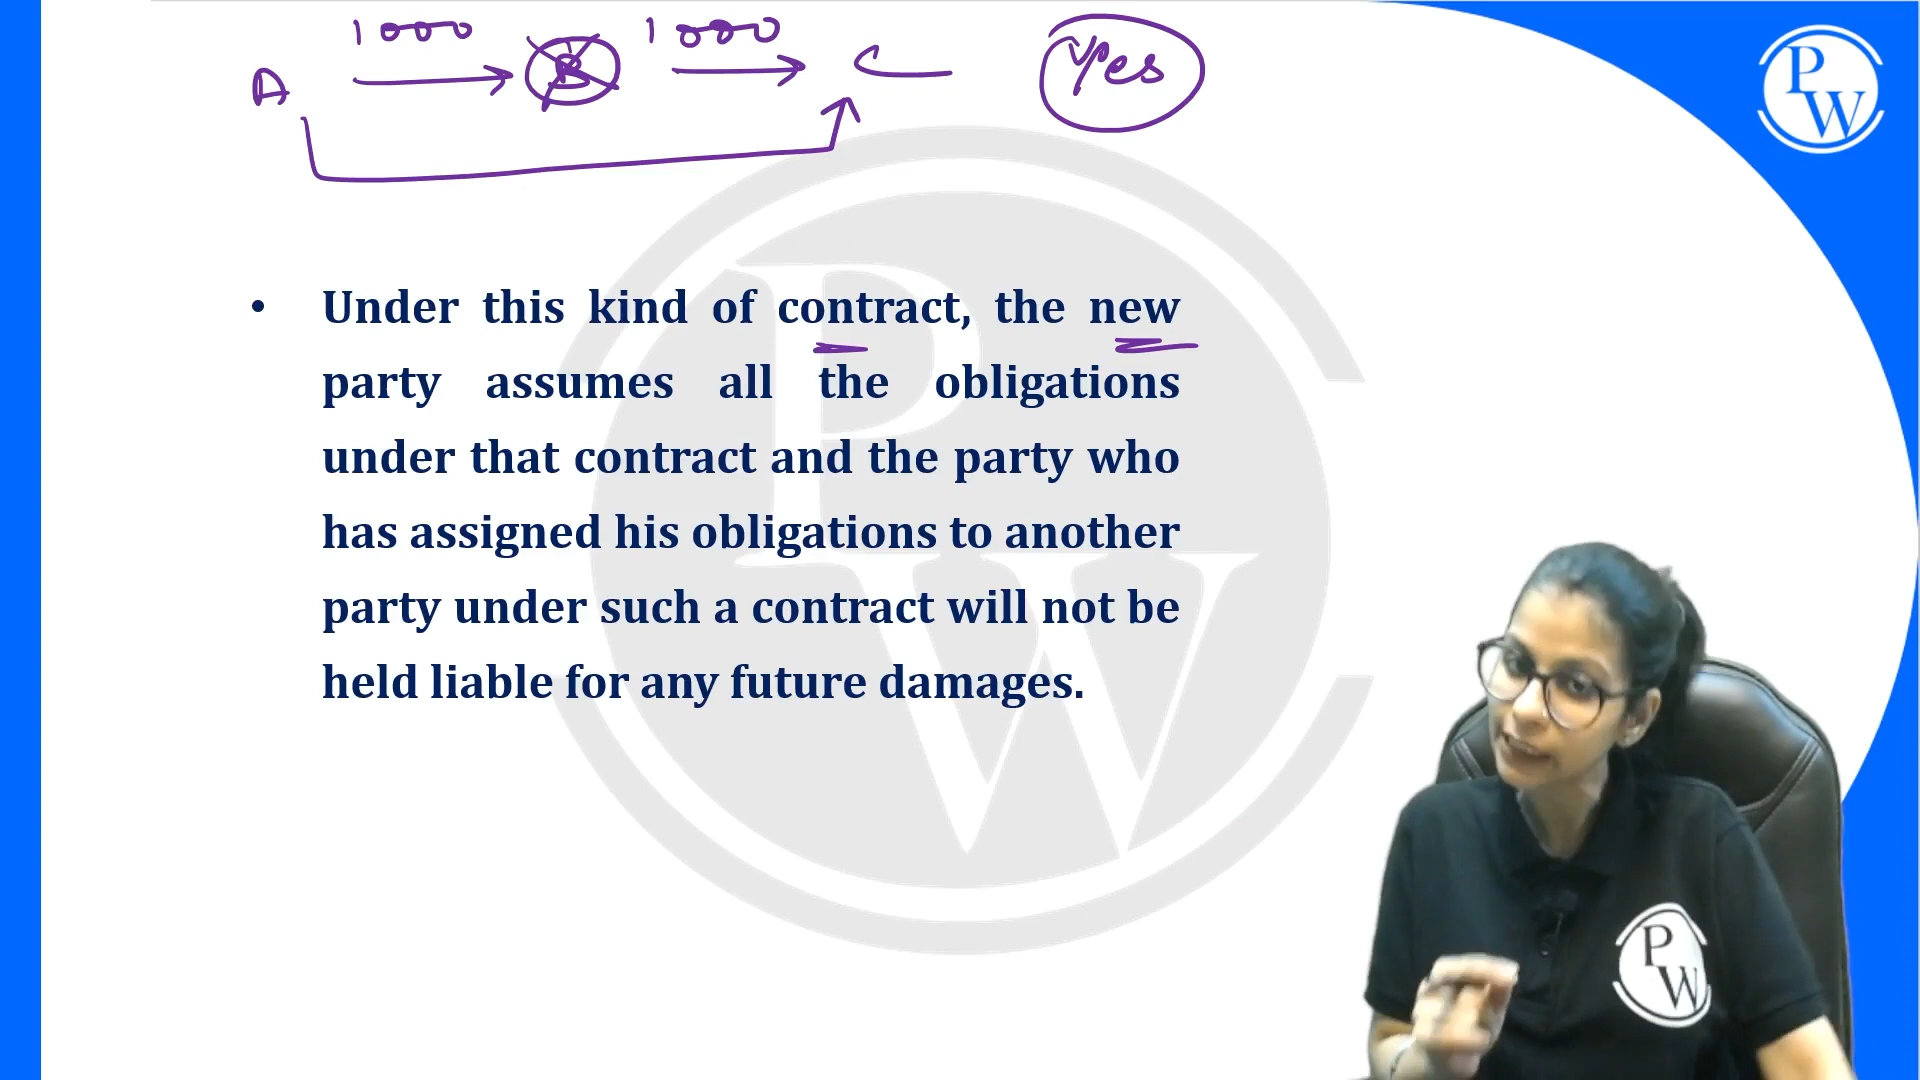 1000 1000
A B C Yes
P
W
• Under this kind of contract, the new
party assumes all the obligations
under that contract and the party who
has assigned his obligations to another
party under such a contract will not be
held liable for any future damages.
P
W
P
W